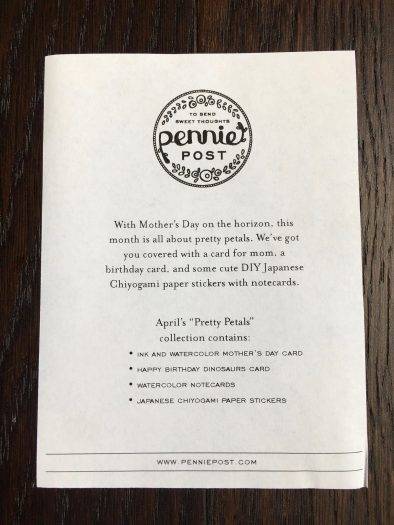 TO SEND
SWEET THOUGHTS
pennie
POST
With Mother's Day on the horizon, this
month is all about pretty petals. We've got
you covered with a card for mom, a
birthday card, and some cute DIY Japanese
Chiyogami paper stickers with notecards.
April's "Pretty Petals"
collection contains:
• INK AND WATERCOLOR MOTHER'S DAY CARD
• HAPPY BIRTHDAY DINOSAURS CARD
• WATERCOLOR NOTECARDS
• JAPANESE CHIYOGAMI PAPER STICKERS
WWW.PENNIEPOST.COM